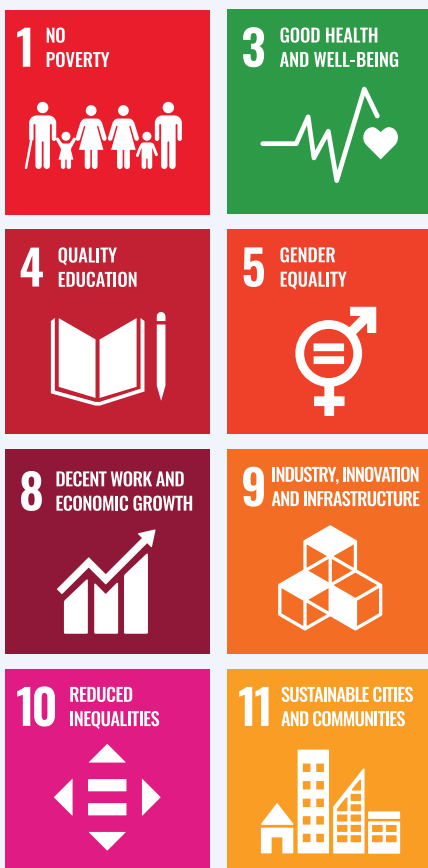 1 NO
POVERTY
3 GOOD HEALTH
AND WELL-BEING
4 QUALITY
EDUCATION
5 GENDER
EQUALITY
8 DECENT WORK AND
ECONOMIC GROWTH
9 INDUSTRY, INNOVATION
AND INFRASTRUCTURE
10 REDUCED
INEQUALITIES
11 SUSTAINABLE CITIES
AND COMMUNITIES